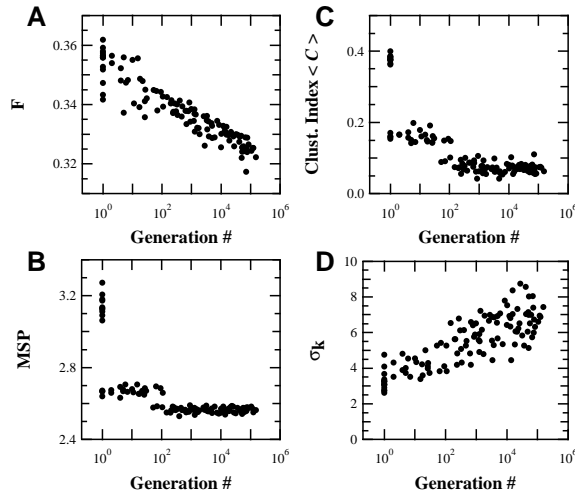 A
0.36
0.34
0.32
F
10^0 10^2 10^4 10^6
Generation #
C
0.4
0.2
0.1
0.0
Clust. Index < C >
10^0 10^2 10^4 10^6
Generation #
B
3.2
2.8
2.4
MSP
10^0 10^2 10^4 10^6
Generation #
D
10
8
6
4
2
0
σk
10^0 10^2 10^4 10^6
Generation #